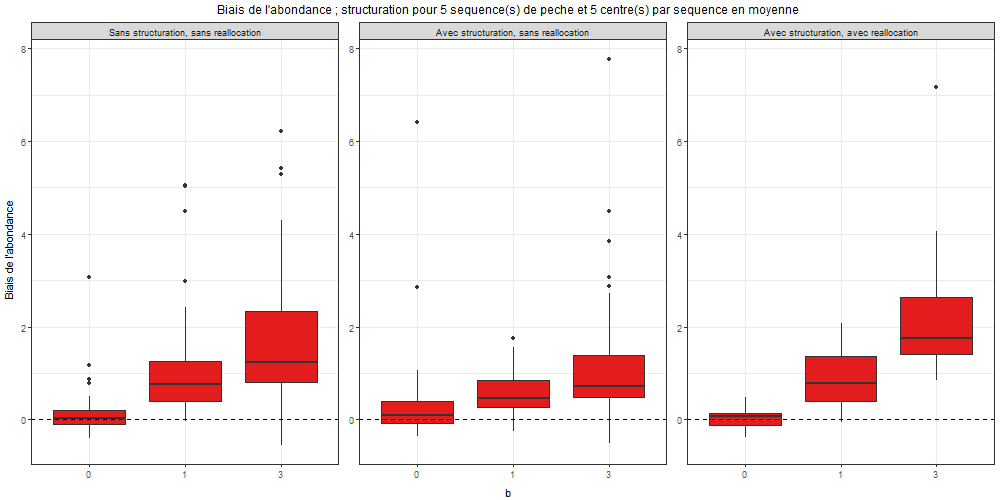 Biais de l'abondance ; structuration pour 5 sequence(s) de peche et 5 centre(s) par sequence en moyenne
Sans structuration, sans reallocation
Avec structuration, sans reallocation
Avec structuration, avec reallocation
Biais de l'abondance
8
6
4
2
0
8
6
4
2
0
8
6
4
2
0
0 1 3
0 1 3
0 1 3
b